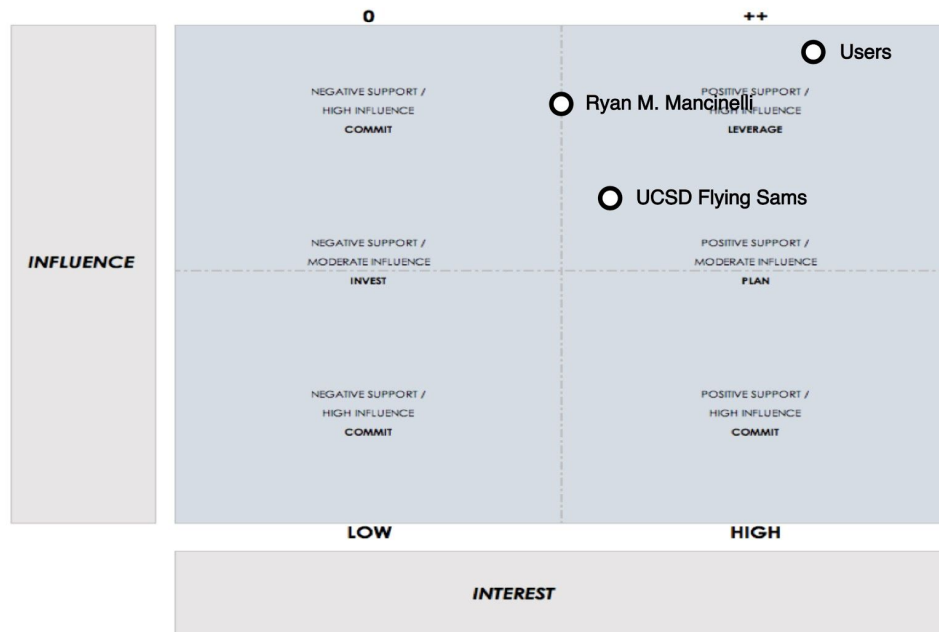 0
++
Users
NEGATIVE SUPPORT /
HIGH INFLUENCE
COMMIT
POSITIVE SUPPORT /
HIGH INFLUENCE
LEVERAGE
Ryan M. Mancinelli
UCSD Flying Sams
INFLUENCE
NEGATIVE SUPPORT /
MODERATE INFLUENCE
INVEST
POSITIVE SUPPORT /
MODERATE INFLUENCE
PLAN
NEGATIVE SUPPORT /
HIGH INFLUENCE
COMMIT
POSITIVE SUPPORT /
HIGH INFLUENCE
COMMIT
LOW
HIGH
INTEREST